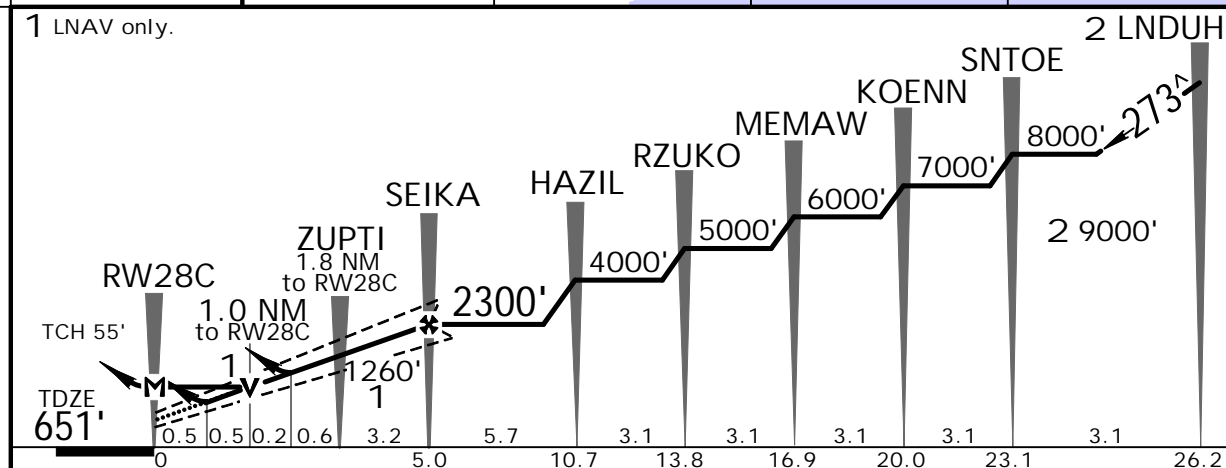 1 LNAV only.
2 LNDUH
SNTOE
KOENN
MEMAW
RZUKO
HAZIL
SEIKA
ZUPTI
1.8 NM
to RW28C
RW28C
1.0 NM
to RW28C
TCH 55'
273^
8000'
7000'
6000'
5000'
4000'
2 9000'
2300'
1260'
1
1
M
V
TDZE
651'
0.5 0.5 0.2 0.6 3.2 5.7 3.1 3.1 3.1 3.1 3.1
0 5.0 10.7 13.8 16.9 20.0 23.1 26.2